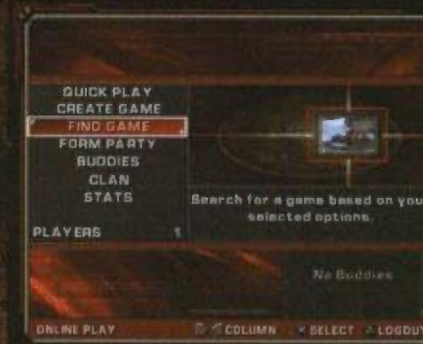 QUICK PLAY
CREATE GAME
FIND GAME
FORM PARTY
BUDDIES
CLAN
STATS
Search for a game based on you
selected options.
PLAYERS 1
No Buddies
ONLINE PLAY
COLUMN
SELECT
LOGOU